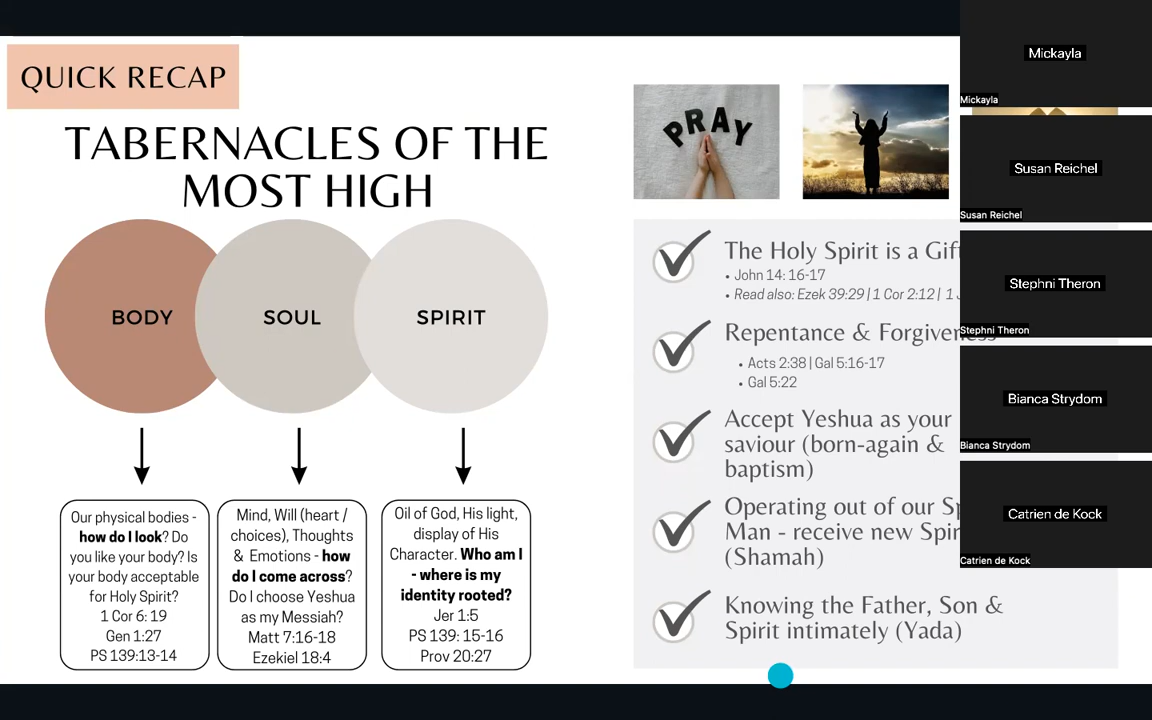 QUICK RECAP
TABERNACLES OF THE
MOST HIGH
BODY
SOUL
SPIRIT
Our physical bodies -
how do I look? Do
you like your body? Is
your body acceptable
for Holy Spirit?
1 Cor 6: 19
Gen 1:27
PS 139:13-14
Mind, Will (heart /
choices), Thoughts
& Emotions - how
do I come across?
Do I choose Yeshua
as my Messiah?
Matt 7:16-18
Ezekiel 18:4
Oil of God, His light,
display of His
Character. Who am I
- where is my
identity rooted?
Jer 1:5
PS 139: 15-16
Prov 20:27
PRAY
The Holy Spirit is a
• John 14: 16-17
• Read also: Ezek 39:29 | 1 Cor 2:12 | 1
Repentance & Forgiveness
• Acts 2:38 | Gal 5:16-17
• Gal 5:22
Accept Yeshua as your
saviour (born-again &
baptism)
Operating out of our
Man - receive new
(Shamah)
Knowing the Father, Son &
Spirit intimately (Yada)
Mickayla
Mickayla
Susan Reichel
Susan Reichel
Stephni Theron
Stephni Theron
Bianca Strydom
Bianca Strydom
Catrien de Kock
Catrien de Kock